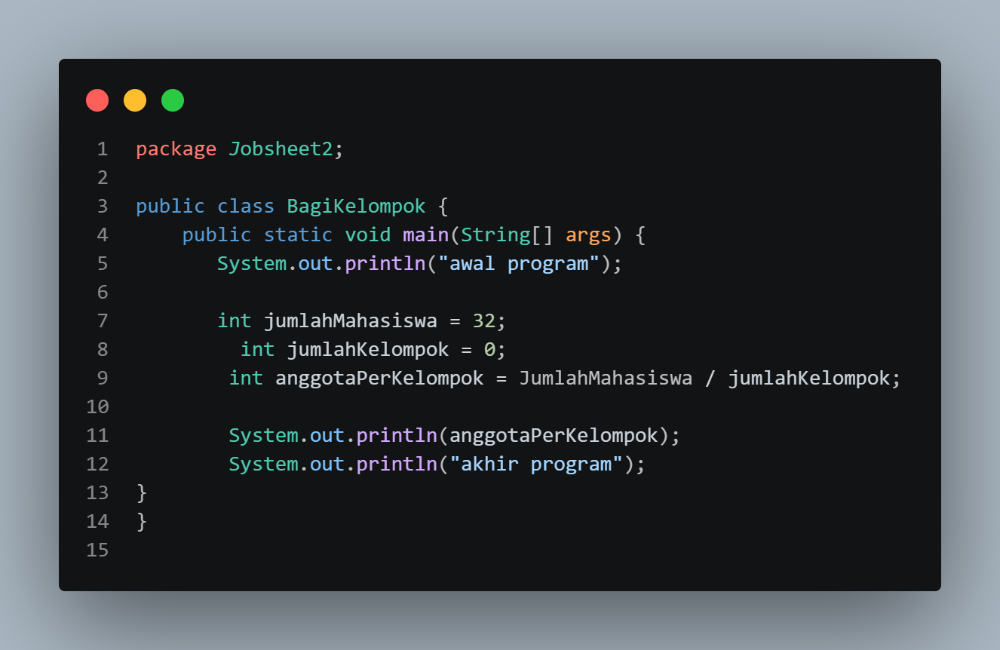 1 package Jobsheet2;
2
3 public class BagiKelompok {
4     public static void main(String[] args) {
5        System.out.println("awal program");
6
7        int jumlahMahasiswa = 32;
8          int jumlahKelompok = 0;
9         int anggotaPerKelompok = JumlahMahasiswa / jumlahKelompok;
10
11         System.out.println(anggotaPerKelompok);
12         System.out.println("akhir program");
13 }
14 }
15